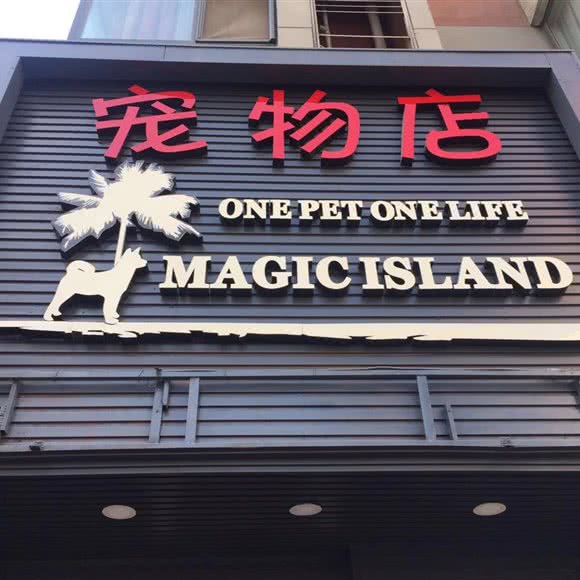 宠物店
ONE PET ONE LIFE
MAGIC ISLAND